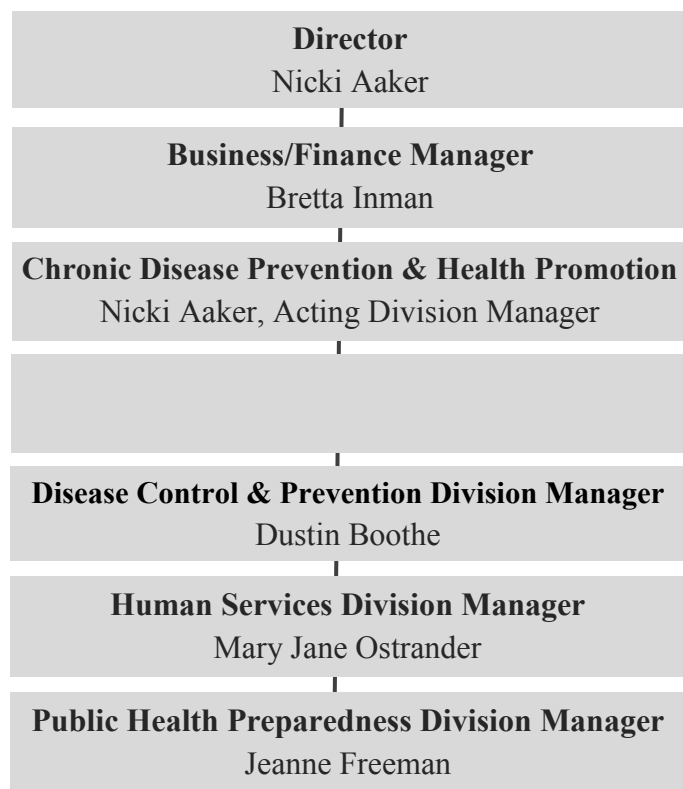 Director
Nicki Aaker
Business/Finance Manager
Bretta Inman
Chronic Disease Prevention & Health Promotion
Nicki Aaker, Acting Division Manager
Disease Control & Prevention Division Manager
Dustin Boothe
Human Services Division Manager
Mary Jane Ostrander
Public Health Preparedness Division Manager
Jeanne Freeman